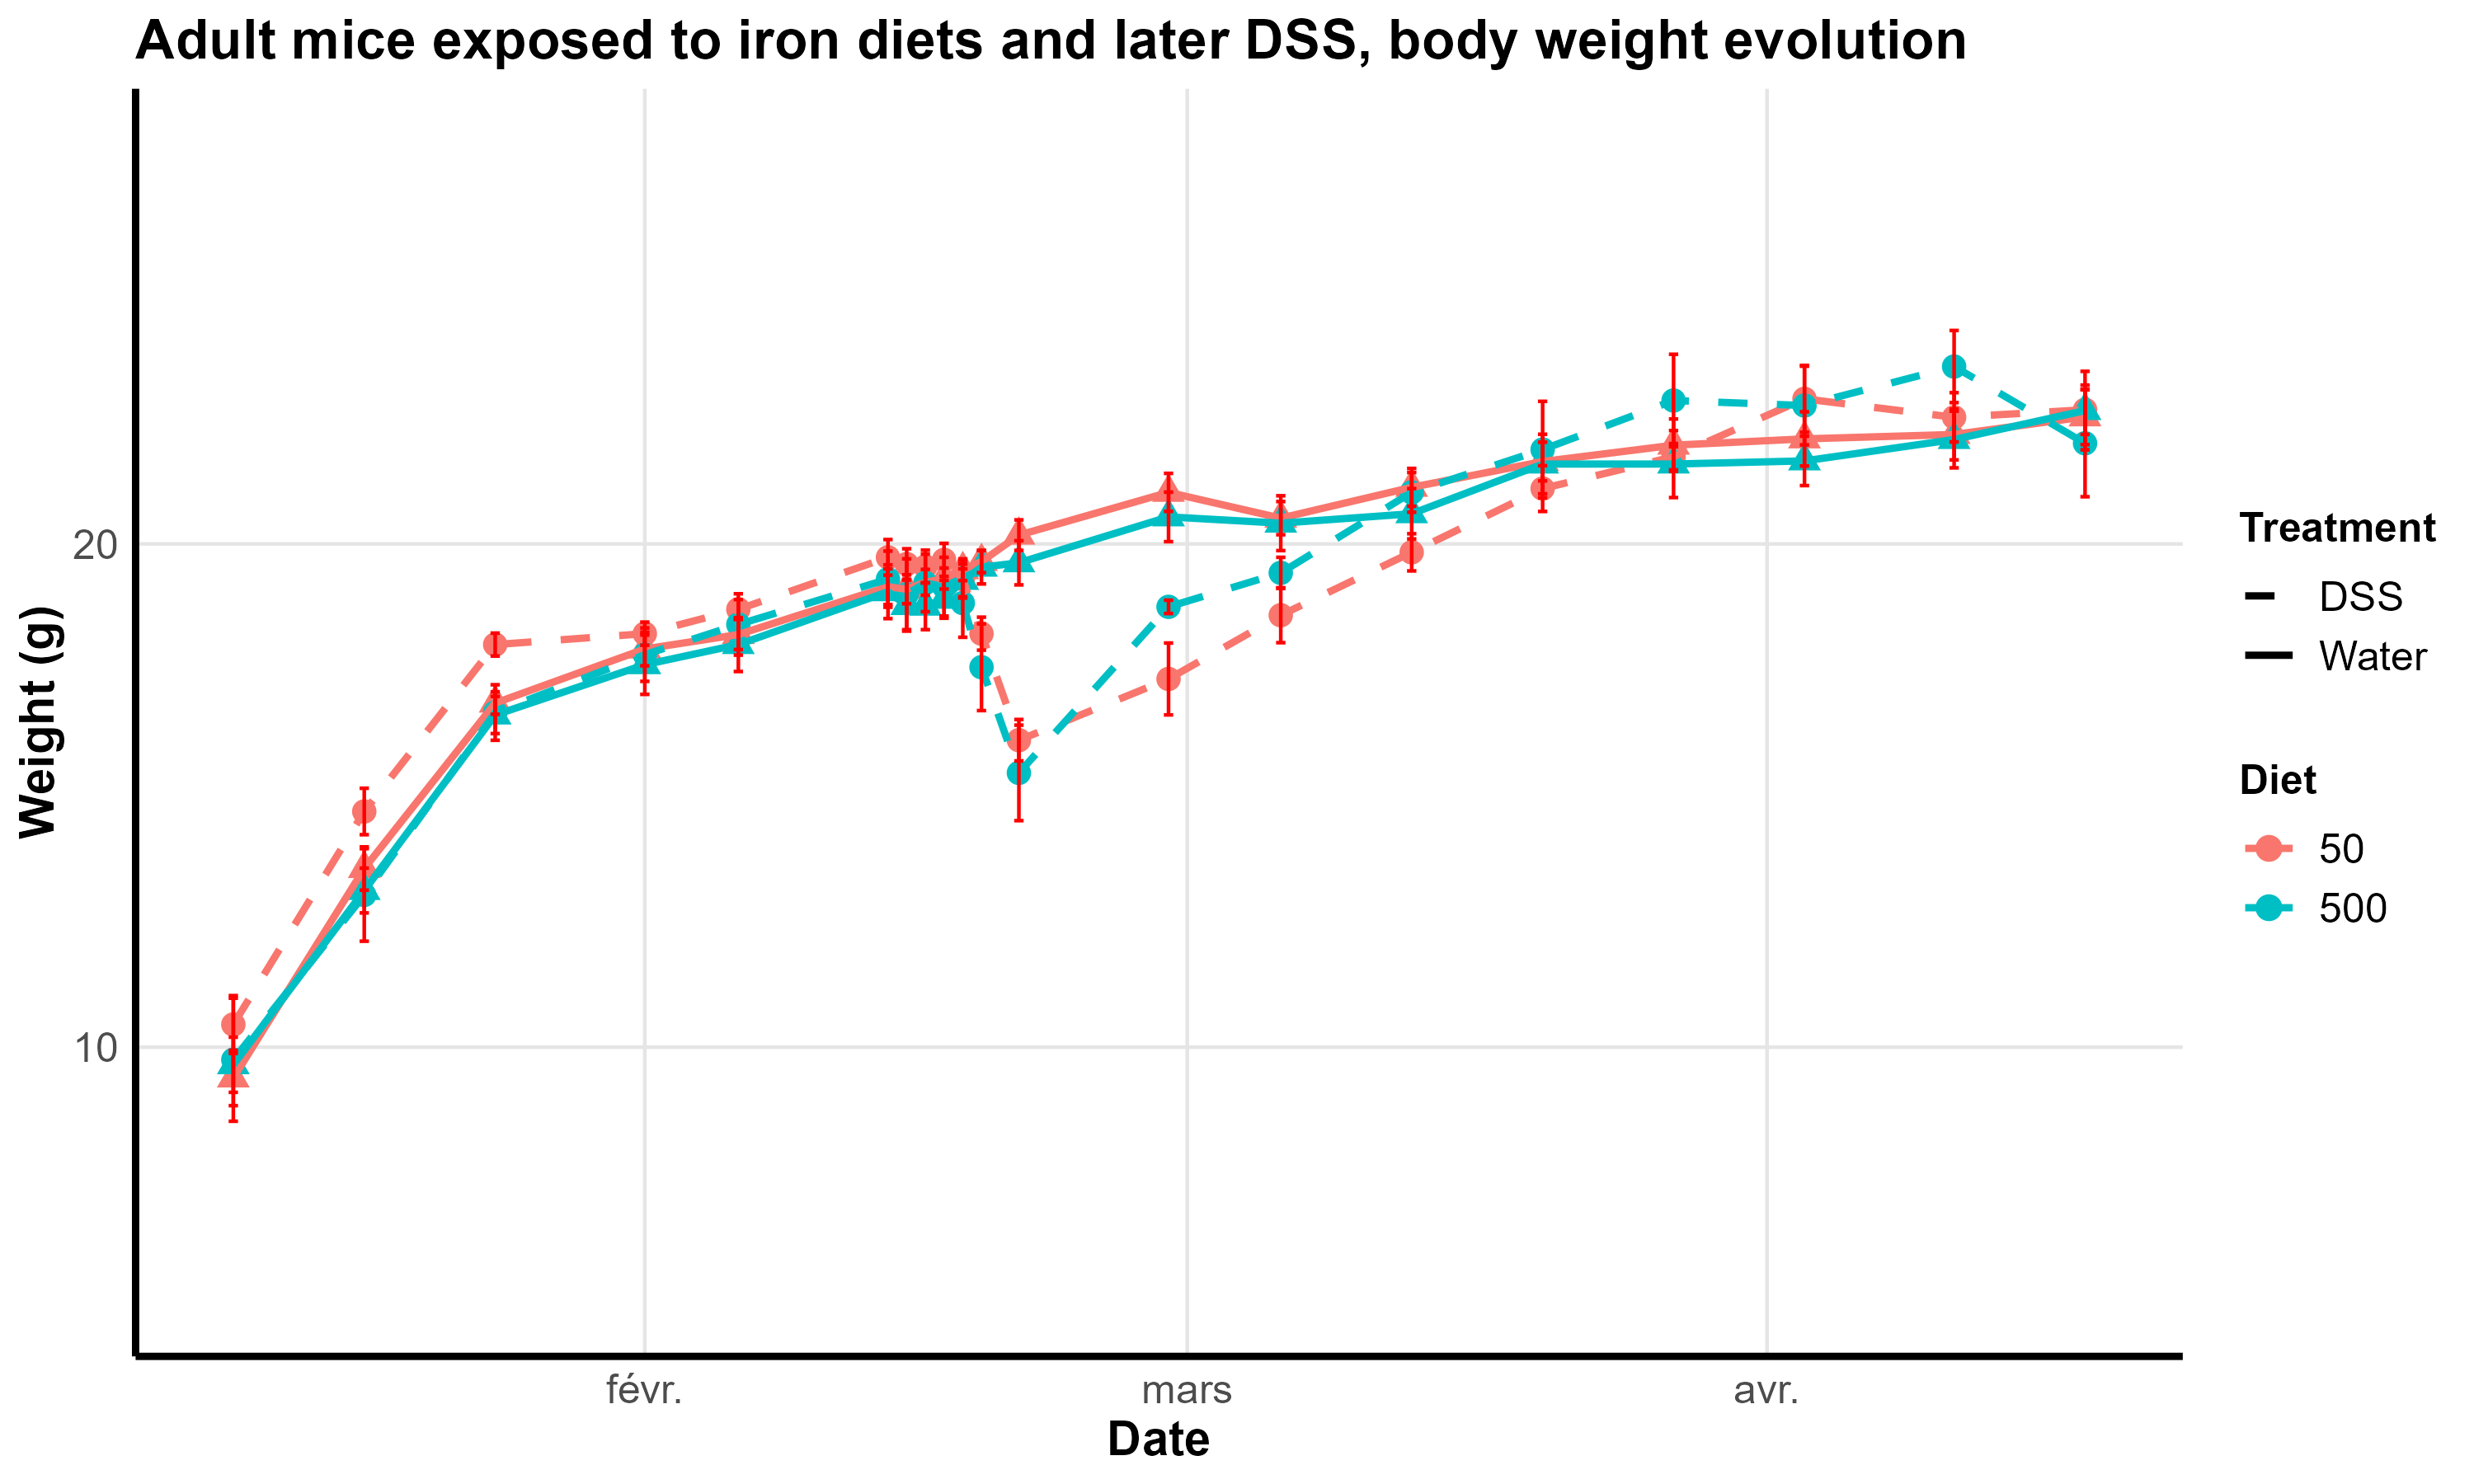 Adult mice exposed to iron diets and later DSS, body weight evolution
Weight (g)
20
10
févr.
mars
avr.
Date
Treatment
DSS
Water
Diet
50
500